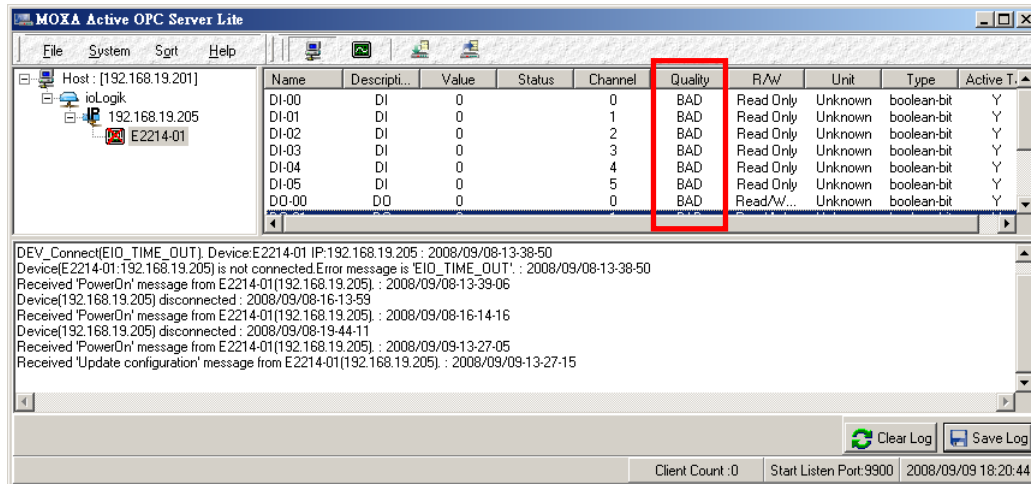 MOXA Active OPC Server Lite
File System Sort Help
Host : [192.168.19.201]
ioLogik
192.168.19.205
E2214-01
Name Descripti... Value Status Channel Quality R/W Unit Type Active T.
DI-00 DI 0 0 BAD Read Only Unknown boolean-bit Y
DI-01 DI 0 1 BAD Read Only Unknown boolean-bit Y
DI-02 DI 0 2 BAD Read Only Unknown boolean-bit Y
DI-03 DI 0 3 BAD Read Only Unknown boolean-bit Y
DI-04 DI 0 4 BAD Read Only Unknown boolean-bit Y
DI-05 DI 0 5 BAD Read Only Unknown boolean-bit Y
DO-00 DO 0 0 BAD Read/W... Unknown boolean-bit Y
DEV_Connect(EIO_TIME_OUT). Device:E2214-01 IP:192.168.19.205 : 2008/09/08-13-38-50
Device(E2214-01:192.168.19.205) is not connected.Error message is 'EIO_TIME_OUT'. : 2008/09/08-13-38-50
Received 'PowerOn' message from E2214-01(192.168.19.205). : 2008/09/08-13-39-06
Device(192.168.19.205) disconnected : 2008/09/08-16-13-59
Received 'PowerOn' message from E2214-01(192.168.19.205). : 2008/09/08-16-14-16
Device(192.168.19.205) disconnected : 2008/09/08-19-44-11
Received 'PowerOn' message from E2214-01(192.168.19.205). : 2008/09/09-13-27-05
Received 'Update configuration' message from E2214-01(192.168.19.205). : 2008/09/09-13-27-15
Clear Log Save Log
Client Count :0 Start Listen Port:9900 2008/09/09 18:20:44